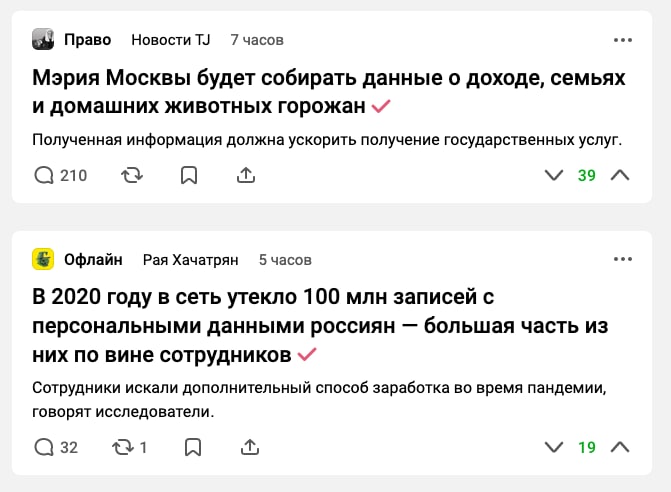 Право Новости TJ 7 часов
Мэрия Москвы будет собирать данные о доходе, семьях
и домашних животных горожан
Полученная информация должна ускорить получение государственных услуг.
210 39
Офлайн Рая Хачатрян 5 часов
В 2020 году в сеть утекло 100 млн записей с
персональными данными россиян — большая часть из
них по вине сотрудников
Сотрудники искали дополнительный способ заработка во время пандемии,
говорят исследователи.
32 1 19